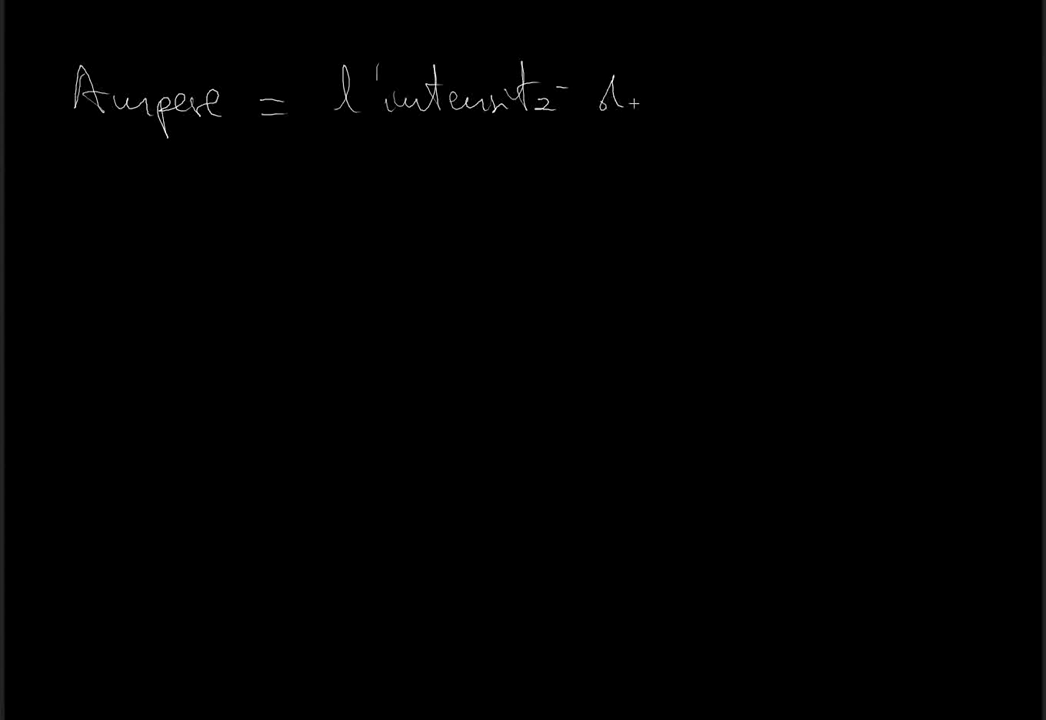 Ampere = l'intensité d